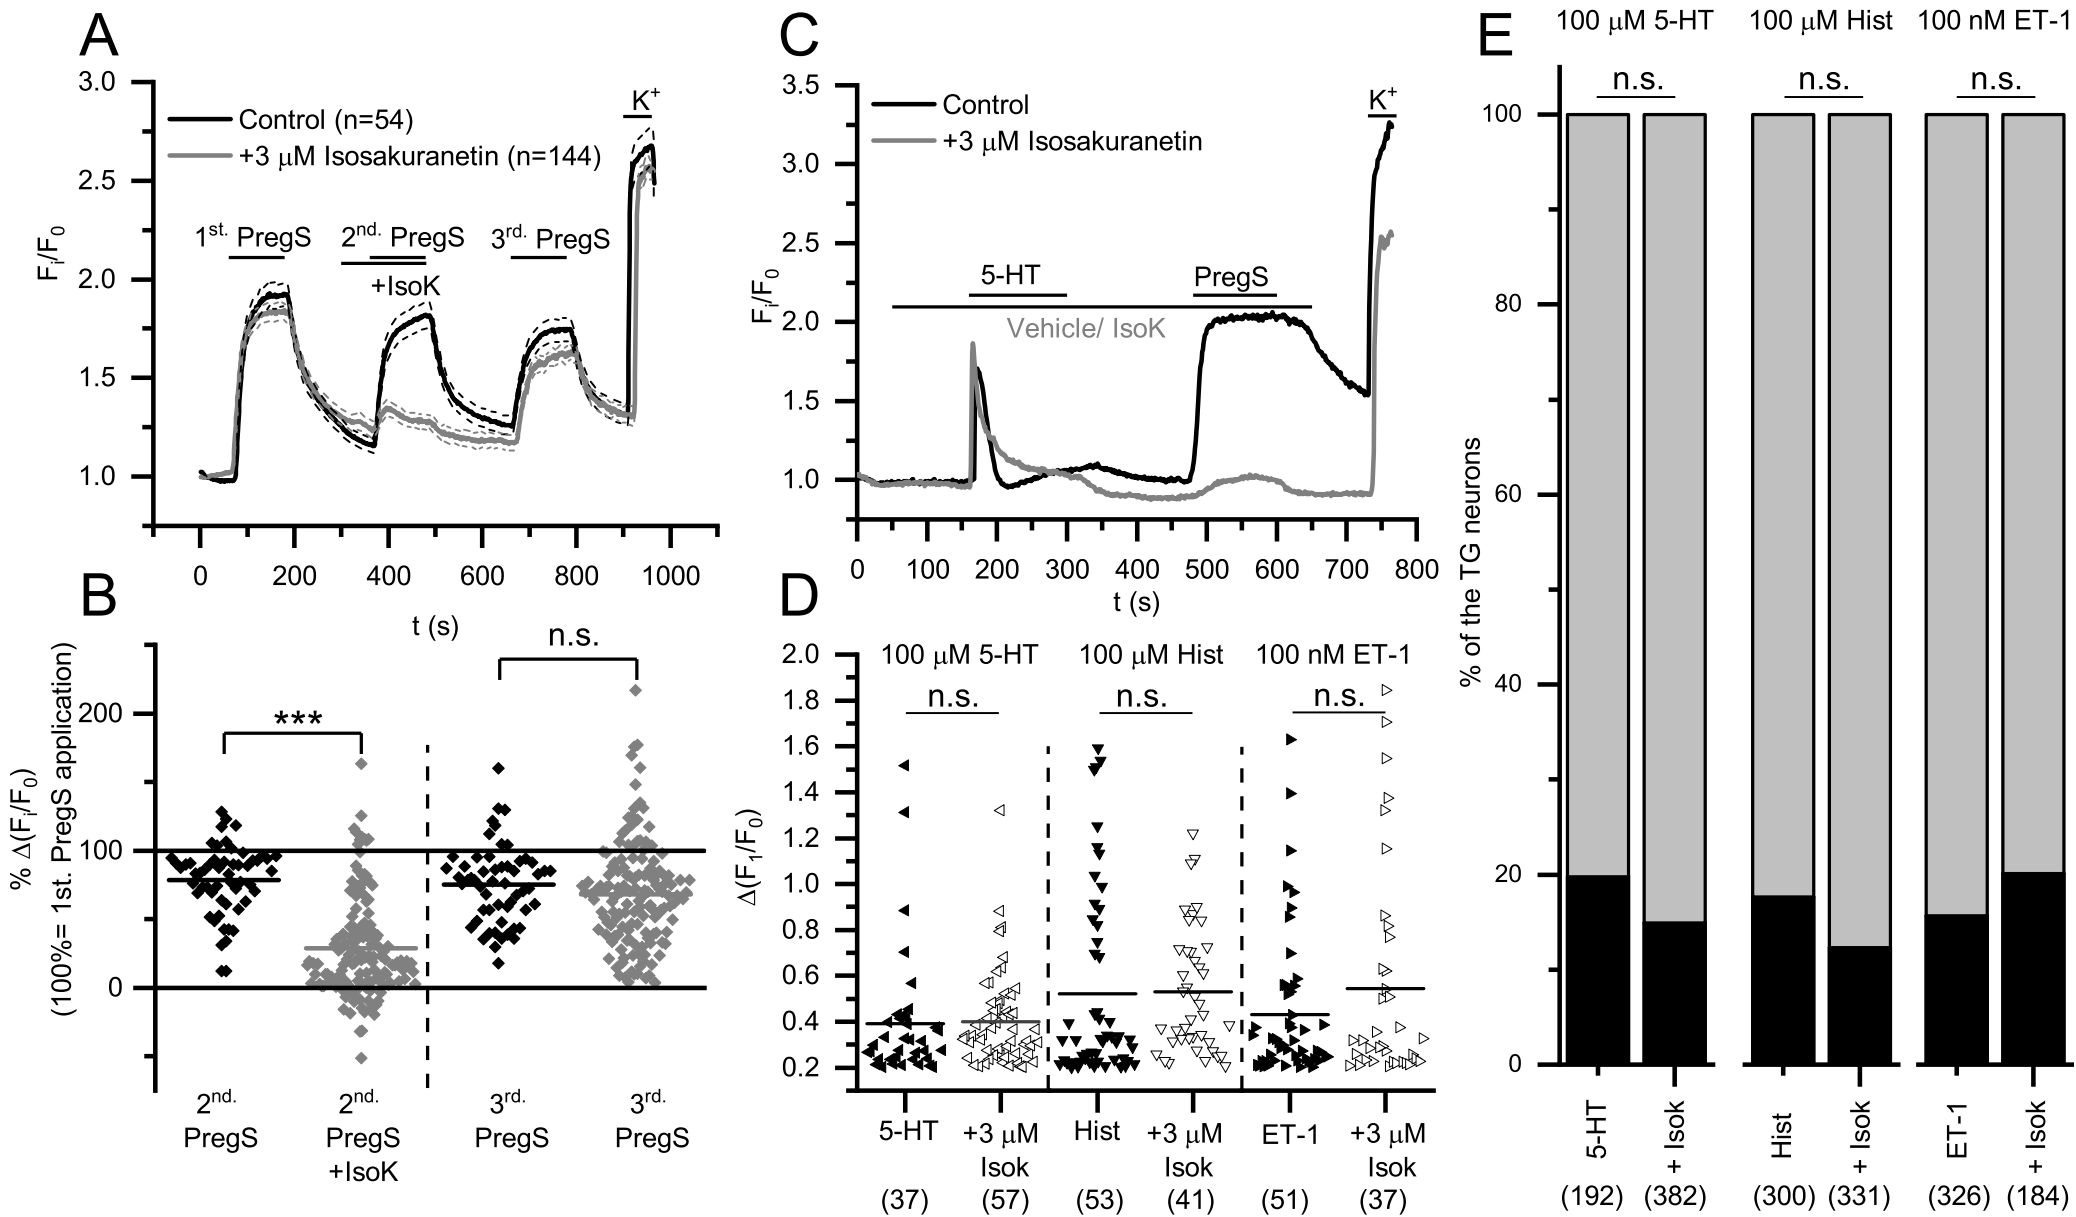 A
3.0
2.5
2.0
1.5
1.0
Fi/F0
Control (n=54)
+3 μM Isosakuranetin (n=144)
K+
1st. PregS
2nd. PregS
3rd. PregS
+IsoK
0
200
400
600
800
1000
t (s)
B
% Δ(Fi/F0)
(100%= 1st. PregS application)
200
100
0
***
n.s.
2nd.
PregS
2nd.
PregS
+IsoK
3rd.
PregS
3rd.
PregS
C
3.5
3.0
2.5
2.0
1.5
1.0
Fi/F0
Control
+3 μM Isosakuranetin
K+
5-HT
PregS
Vehicle/ IsoK
0
100
200
300
400
500
600
700
800
t (s)
D
2.0
1.8
1.6
1.4
1.2
1.0
0.8
0.6
0.4
0.2
Δ(F1/F0)
100 μM 5-HT
100 μM Hist
100 nM ET-1
n.s.
n.s.
n.s.
5-HT
+3 μM
Isok
Hist
+3 μM
Isok
ET-1
+3 μM
Isok
(37)
(57)
(53)
(41)
(51)
(37)
E
100 μM 5-HT
100 μM Hist
100 nM ET-1
n.s.
n.s.
n.s.
100
80
60
40
20
0
% of the TG neurons
5-HT
+ Isok
Hist
+ Isok
ET-1
+ Isok
(192)
(382)
(300)
(331)
(326)
(184)